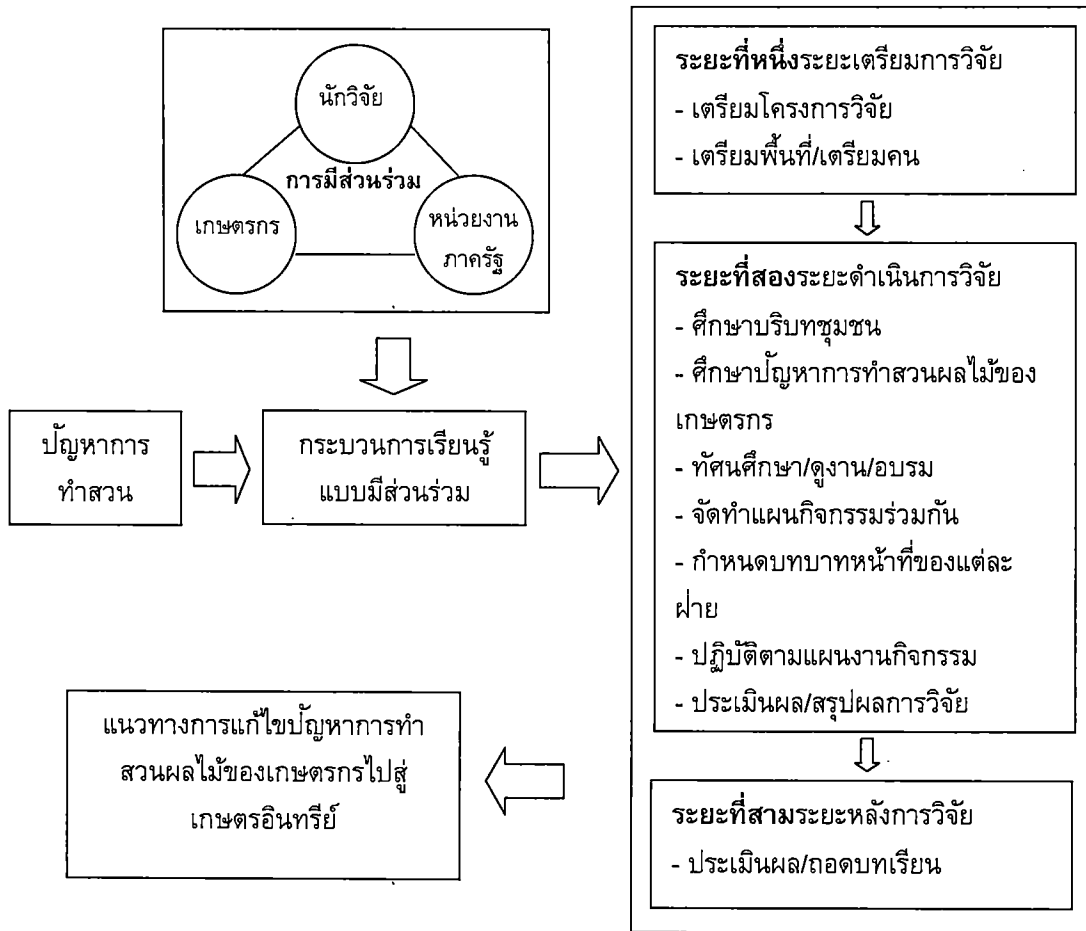 นักวิจัย
การมีส่วนร่วม
เกษตรกร
หน่วยงาน
ภาครัฐ
ปัญหาการ
ทำสวน
กระบวนการเรียนรู้
แบบมีส่วนร่วม
ระยะที่หนึ่งระยะเตรียมการวิจัย
- เตรียมโครงการวิจัย
- เตรียมพื้นที่/เตรียมคน
ระยะที่สองระยะดำเนินการวิจัย
- ศึกษาบริบทชุมชน
- ศึกษาปัญหาการทำสวนผลไม้ของ
เกษตรกร
- ทัศนศึกษา/ดูงาน/อบรม
- จัดทำแผนกิจกรรมร่วมกัน
- กำหนดบทบาทหน้าที่ของแต่ละ
ฝ่าย
- ปฏิบัติตามแผนงานกิจกรรม
- ประเมินผล/สรุปผลการวิจัย
ระยะที่สามระยะหลังการวิจัย
- ประเมินผล/ถอดบทเรียน
แนวทางการแก้ไขปัญหาการทำ
สวนผลไม้ของเกษตรกรไปสู่
เกษตรอินทรีย์